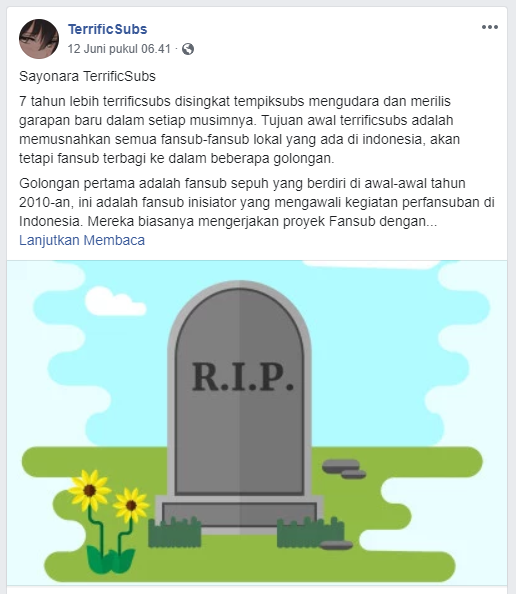 TerrificSubs
12 Juni pukul 06.41 ·
Sayonara TerrificSubs
7 tahun lebih terrificsubs disingkat tempiksubs mengudara dan merilis
garapan baru dalam setiap musimnya. Tujuan awal terrificsubs adalah
memusnahkan semua fansub-fansub lokal yang ada di indonesia, akan
tetapi fansub terbagi ke dalam beberapa golongan.
Golongan pertama adalah fansub sepuh yang berdiri di awal-awal tahun
2010-an, ini adalah fansub inisiator yang mengawali kegiatan perfansuban di
Indonesia. Mereka biasanya mengerjakan proyek Fansub dengan...
Lanjutkan Membaca
R.I.P.